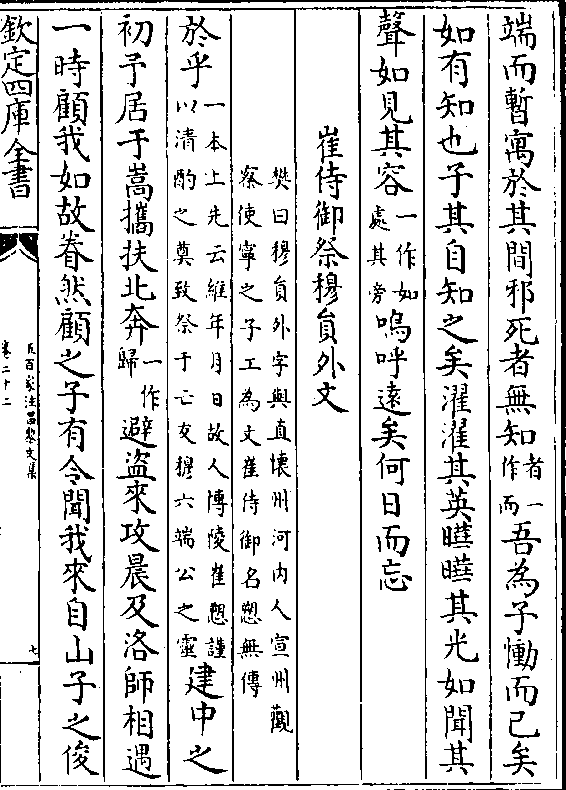 端而暫寓於其間邪死者無知者一作而吾為子慟而已矣
如有知也子其自知之矣濯濯其英曄曄其光如聞其
聲如見其容一作如處其旁嗚呼遠矣何日而忘
崔侍御祭穆員外文
樊曰穆員外字與直懷州河內人宣州觀
察使寧之子工為文崔侍御名愬無傳
於乎一本上先云維年月日故人博陵崔愬謹以清酌之奠致祭于亡友穆六端公之靈建中之
初予居于嵩攜扶北奔一作歸避盜來攻晨及洛師相遇
一時顧我如故眷然顧之子有令聞我來自山子之俊
欽定四庫全書
五百家注昌黎文集
卷二十二
七